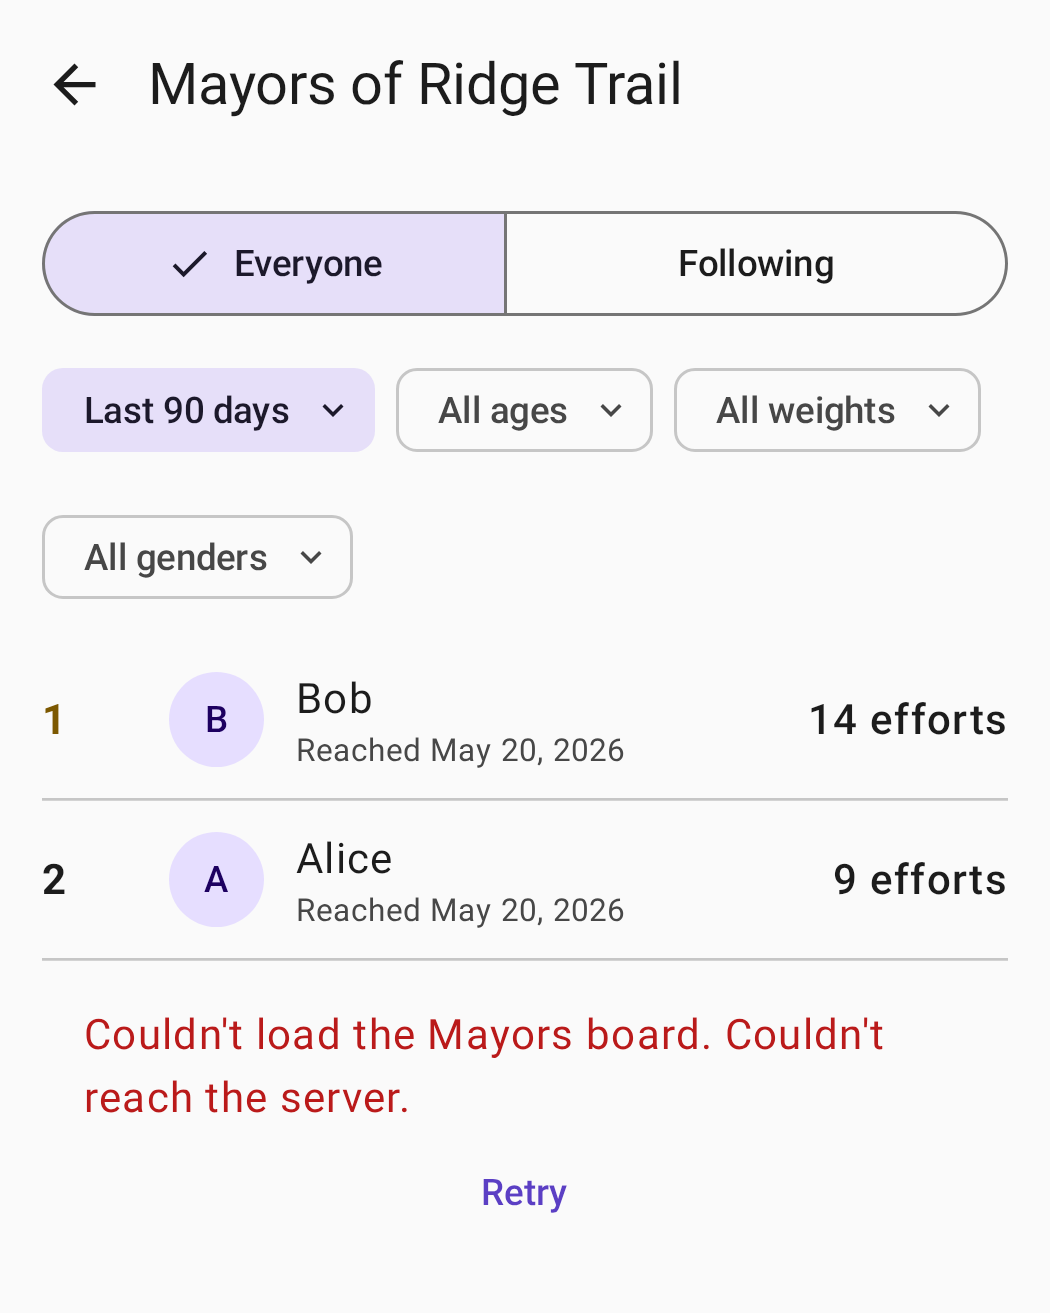 Mayors of Ridge Trail
Everyone
Following
Last 90 days
All ages
All weights
All genders
1
B
Bob
Reached May 20, 2026
14 efforts
2
A
Alice
Reached May 20, 2026
9 efforts
Couldn't load the Mayors board. Couldn't
reach the server.
Retry